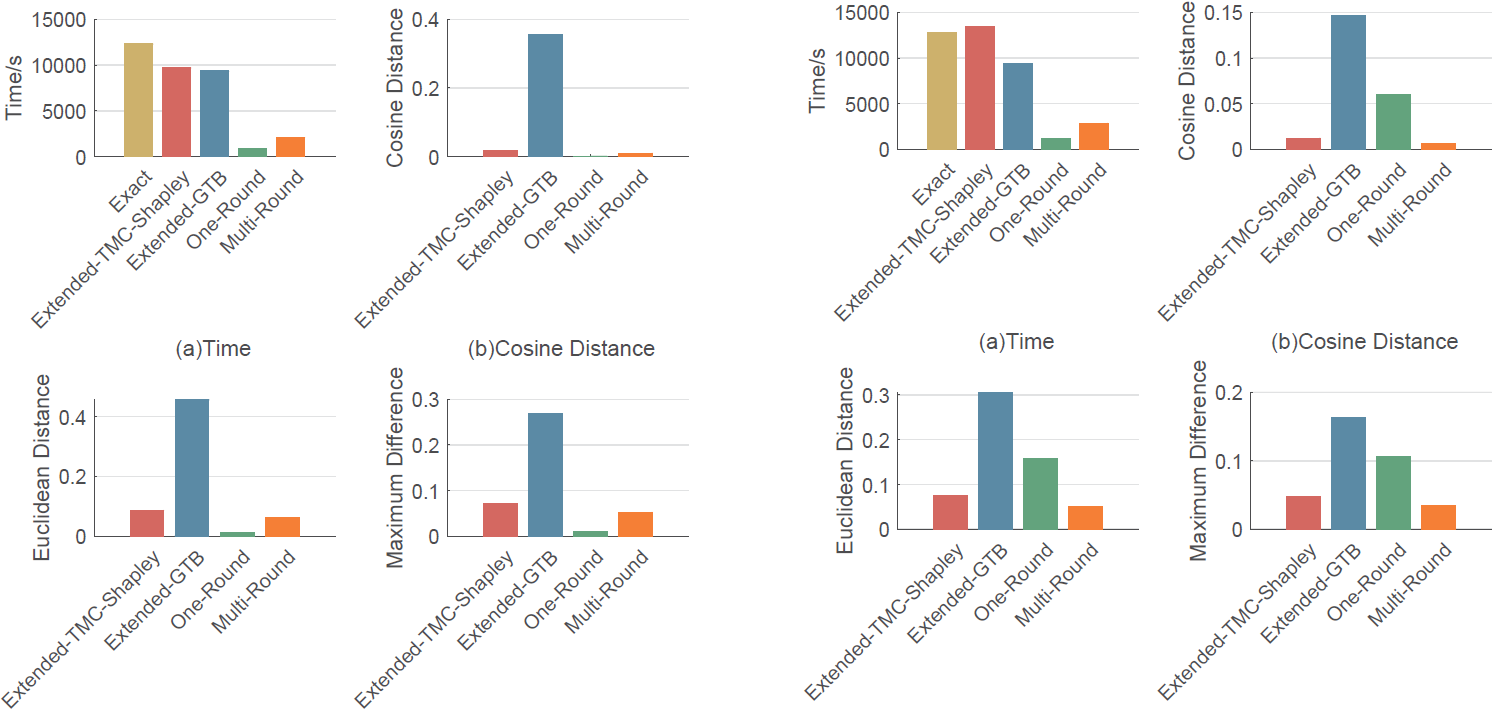 15000
10000
5000
0
Time/s
Exact
Extended-TMC-Shapley
Extended-GTB
One-Round
Multi-Round
(a)Time
0.4
0.2
0
Cosine Distance
Extended-TMC-Shapley
Extended-GTB
One-Round
Multi-Round
(b)Cosine Distance
15000
10000
5000
0
Time/s
Exact
Extended-TMC-Shapley
Extended-GTB
One-Round
Multi-Round
(a)Time
0.15
0.1
0.05
0
Cosine Distance
Extended-TMC-Shapley
Extended-GTB
One-Round
Multi-Round
(b)Cosine Distance
0.4
0.2
0
Euclidean Distance
Extended-TMC-Shapley
Extended-GTB
One-Round
Multi-Round
0.3
0.2
0.1
0
Maximum Difference
Extended-TMC-Shapley
Extended-GTB
One-Round
Multi-Round
0.3
0.2
0.1
0
Euclidean Distance
Extended-TMC-Shapley
Extended-GTB
One-Round
Multi-Round
0.2
0.1
0
Maximum Difference
Extended-TMC-Shapley
Extended-GTB
One-Round
Multi-Round